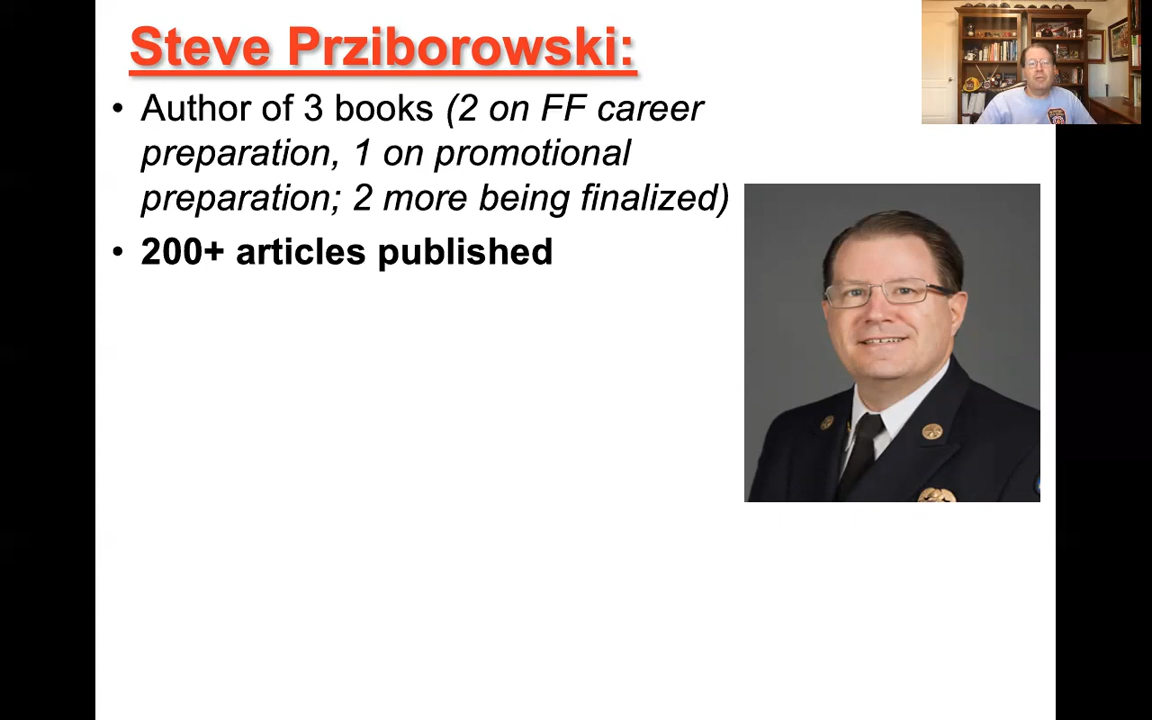 Steve Prziborowski:
• Author of 3 books (2 on FF career
preparation, 1 on promotional
preparation; 2 more being finalized)
• 200+ articles published